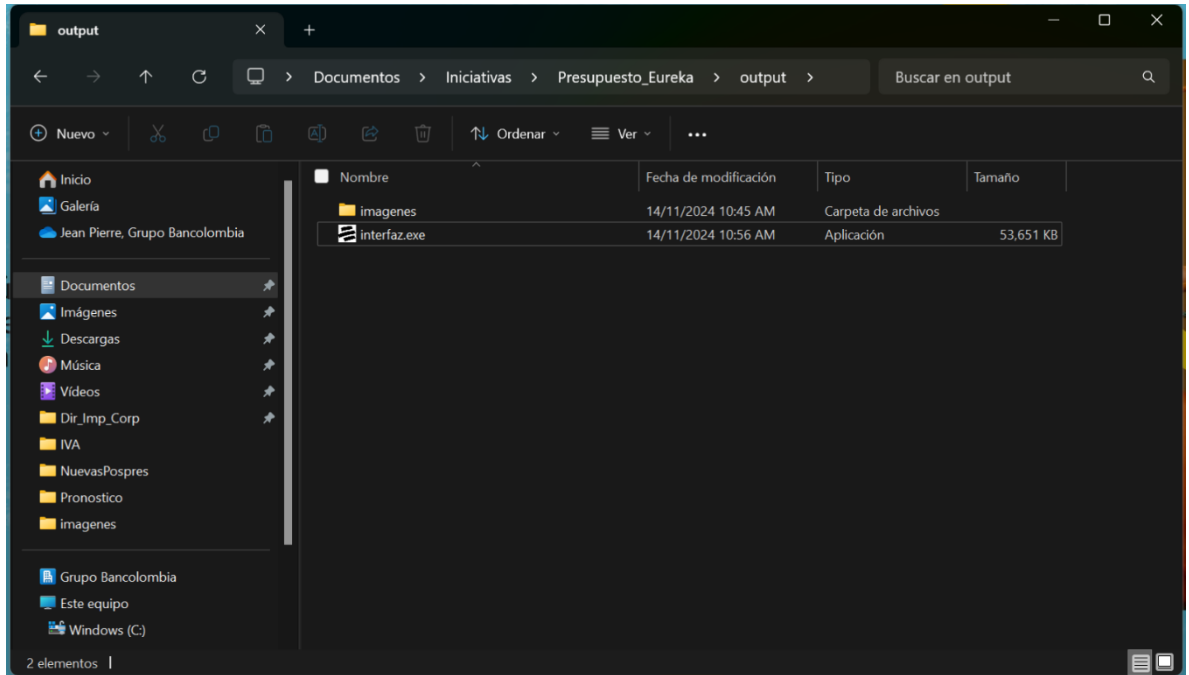 output
Documentos > Iniciativas > Presupuesto_Eureka > output >
Buscar en output
Nuevo
Ordenar
Ver
Inicio
Galería
Jean Pierre, Grupo Bancolombia
Documentos
Imágenes
Descargas
Música
Vídeos
Dir_Imp_Corp
IVA
NuevasPospres
Pronostico
imagenes
Grupo Bancolombia
Este equipo
Windows (C:)
Nombre Fecha de modificación Tipo Tamaño
imagenes 14/11/2024 10:45 AM Carpeta de archivos
interfaz.exe 14/11/2024 10:56 AM Aplicación 53,651 KB
2 elementos